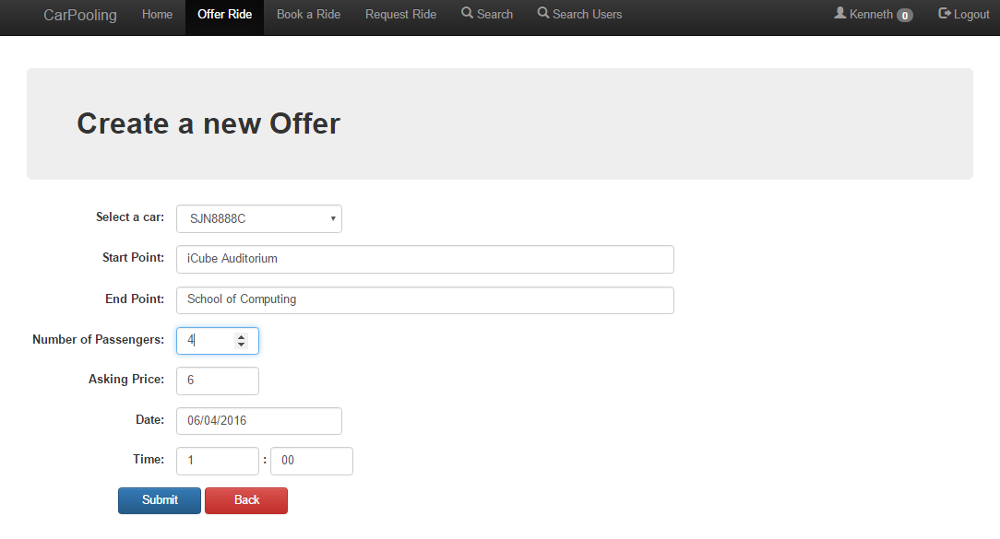 CarPooling Home Offer Ride Book a Ride Request Ride Search Search Users Kenneth 0 Logout
Create a new Offer
Select a car: SJN8888C
Start Point: iCube Auditorium
End Point: School of Computing
Number of Passengers: 4
Asking Price: 6
Date: 06/04/2016
Time: 1 : 00
Submit Back